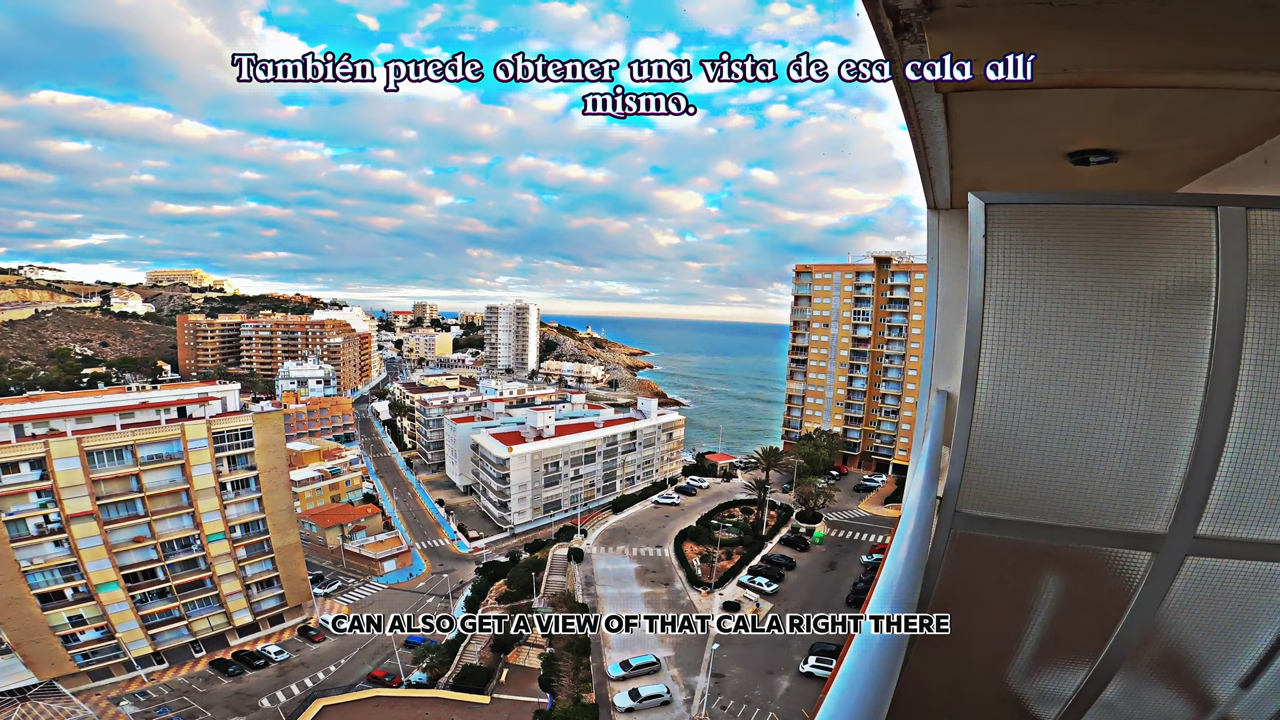 También puede obtener una vista de esa cala allí
mismo.
CAN ALSO GET A VIEW OF THAT CALA RIGHT THERE